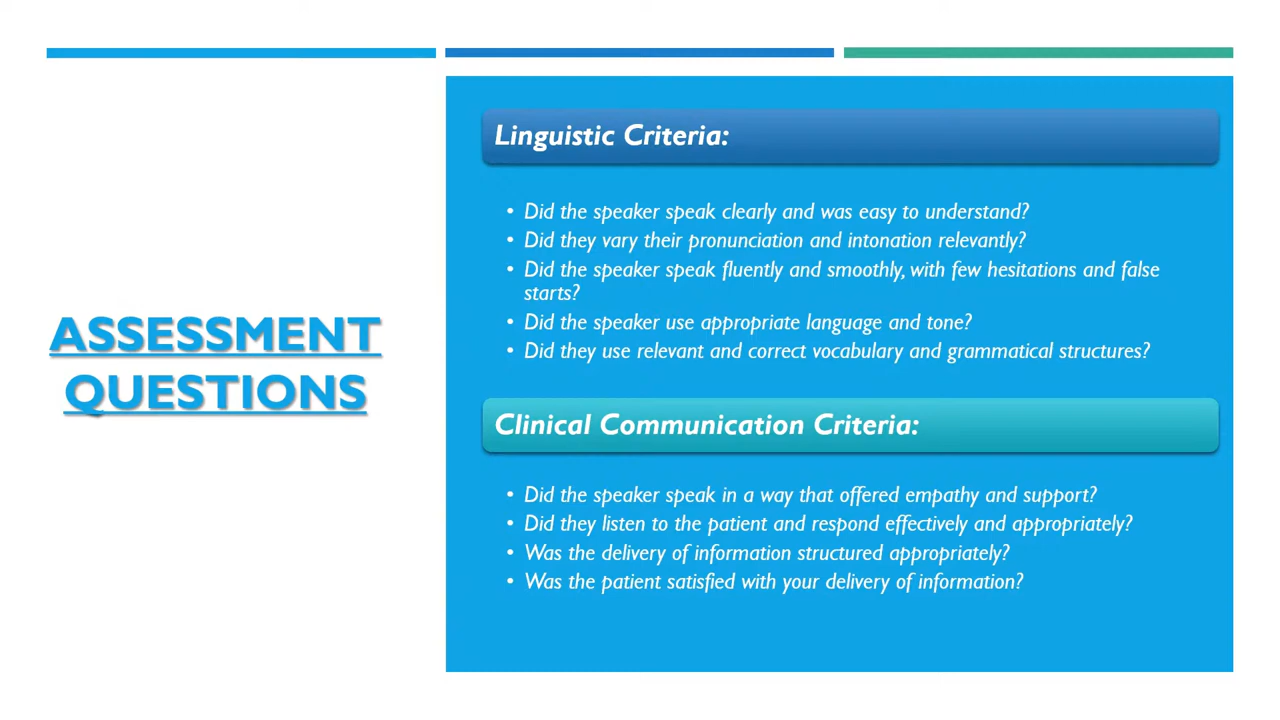 ASSESSMENT
QUESTIONS
Linguistic Criteria:
• Did the speaker speak clearly and was easy to understand?
• Did they vary their pronunciation and intonation relevantly?
• Did the speaker speak fluently and smoothly, with few hesitations and false
starts?
• Did the speaker use appropriate language and tone?
• Did they use relevant and correct vocabulary and grammatical structures?
Clinical Communication Criteria:
• Did the speaker speak in a way that offered empathy and support?
• Did they listen to the patient and respond effectively and appropriately?
• Was the delivery of information structured appropriately?
• Was the patient satisfied with your delivery of information?